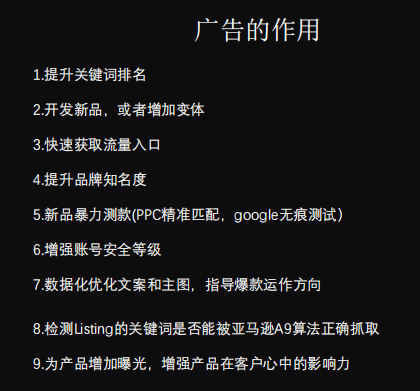 广告的作用
1.提升关键词排名
2.开发新品，或者增加变体
3.快速获取流量入口
4.提升品牌知名度
5.新品暴力测款(PPC精准匹配，google无痕测试）
6.增强账号安全等级
7.数据化优化文案和主图，指导爆款运作方向
8.检测Listing的关键词是否能被亚马逊A9算法正确抓取
9.为产品增加曝光，增强产品在客户心中的影响力